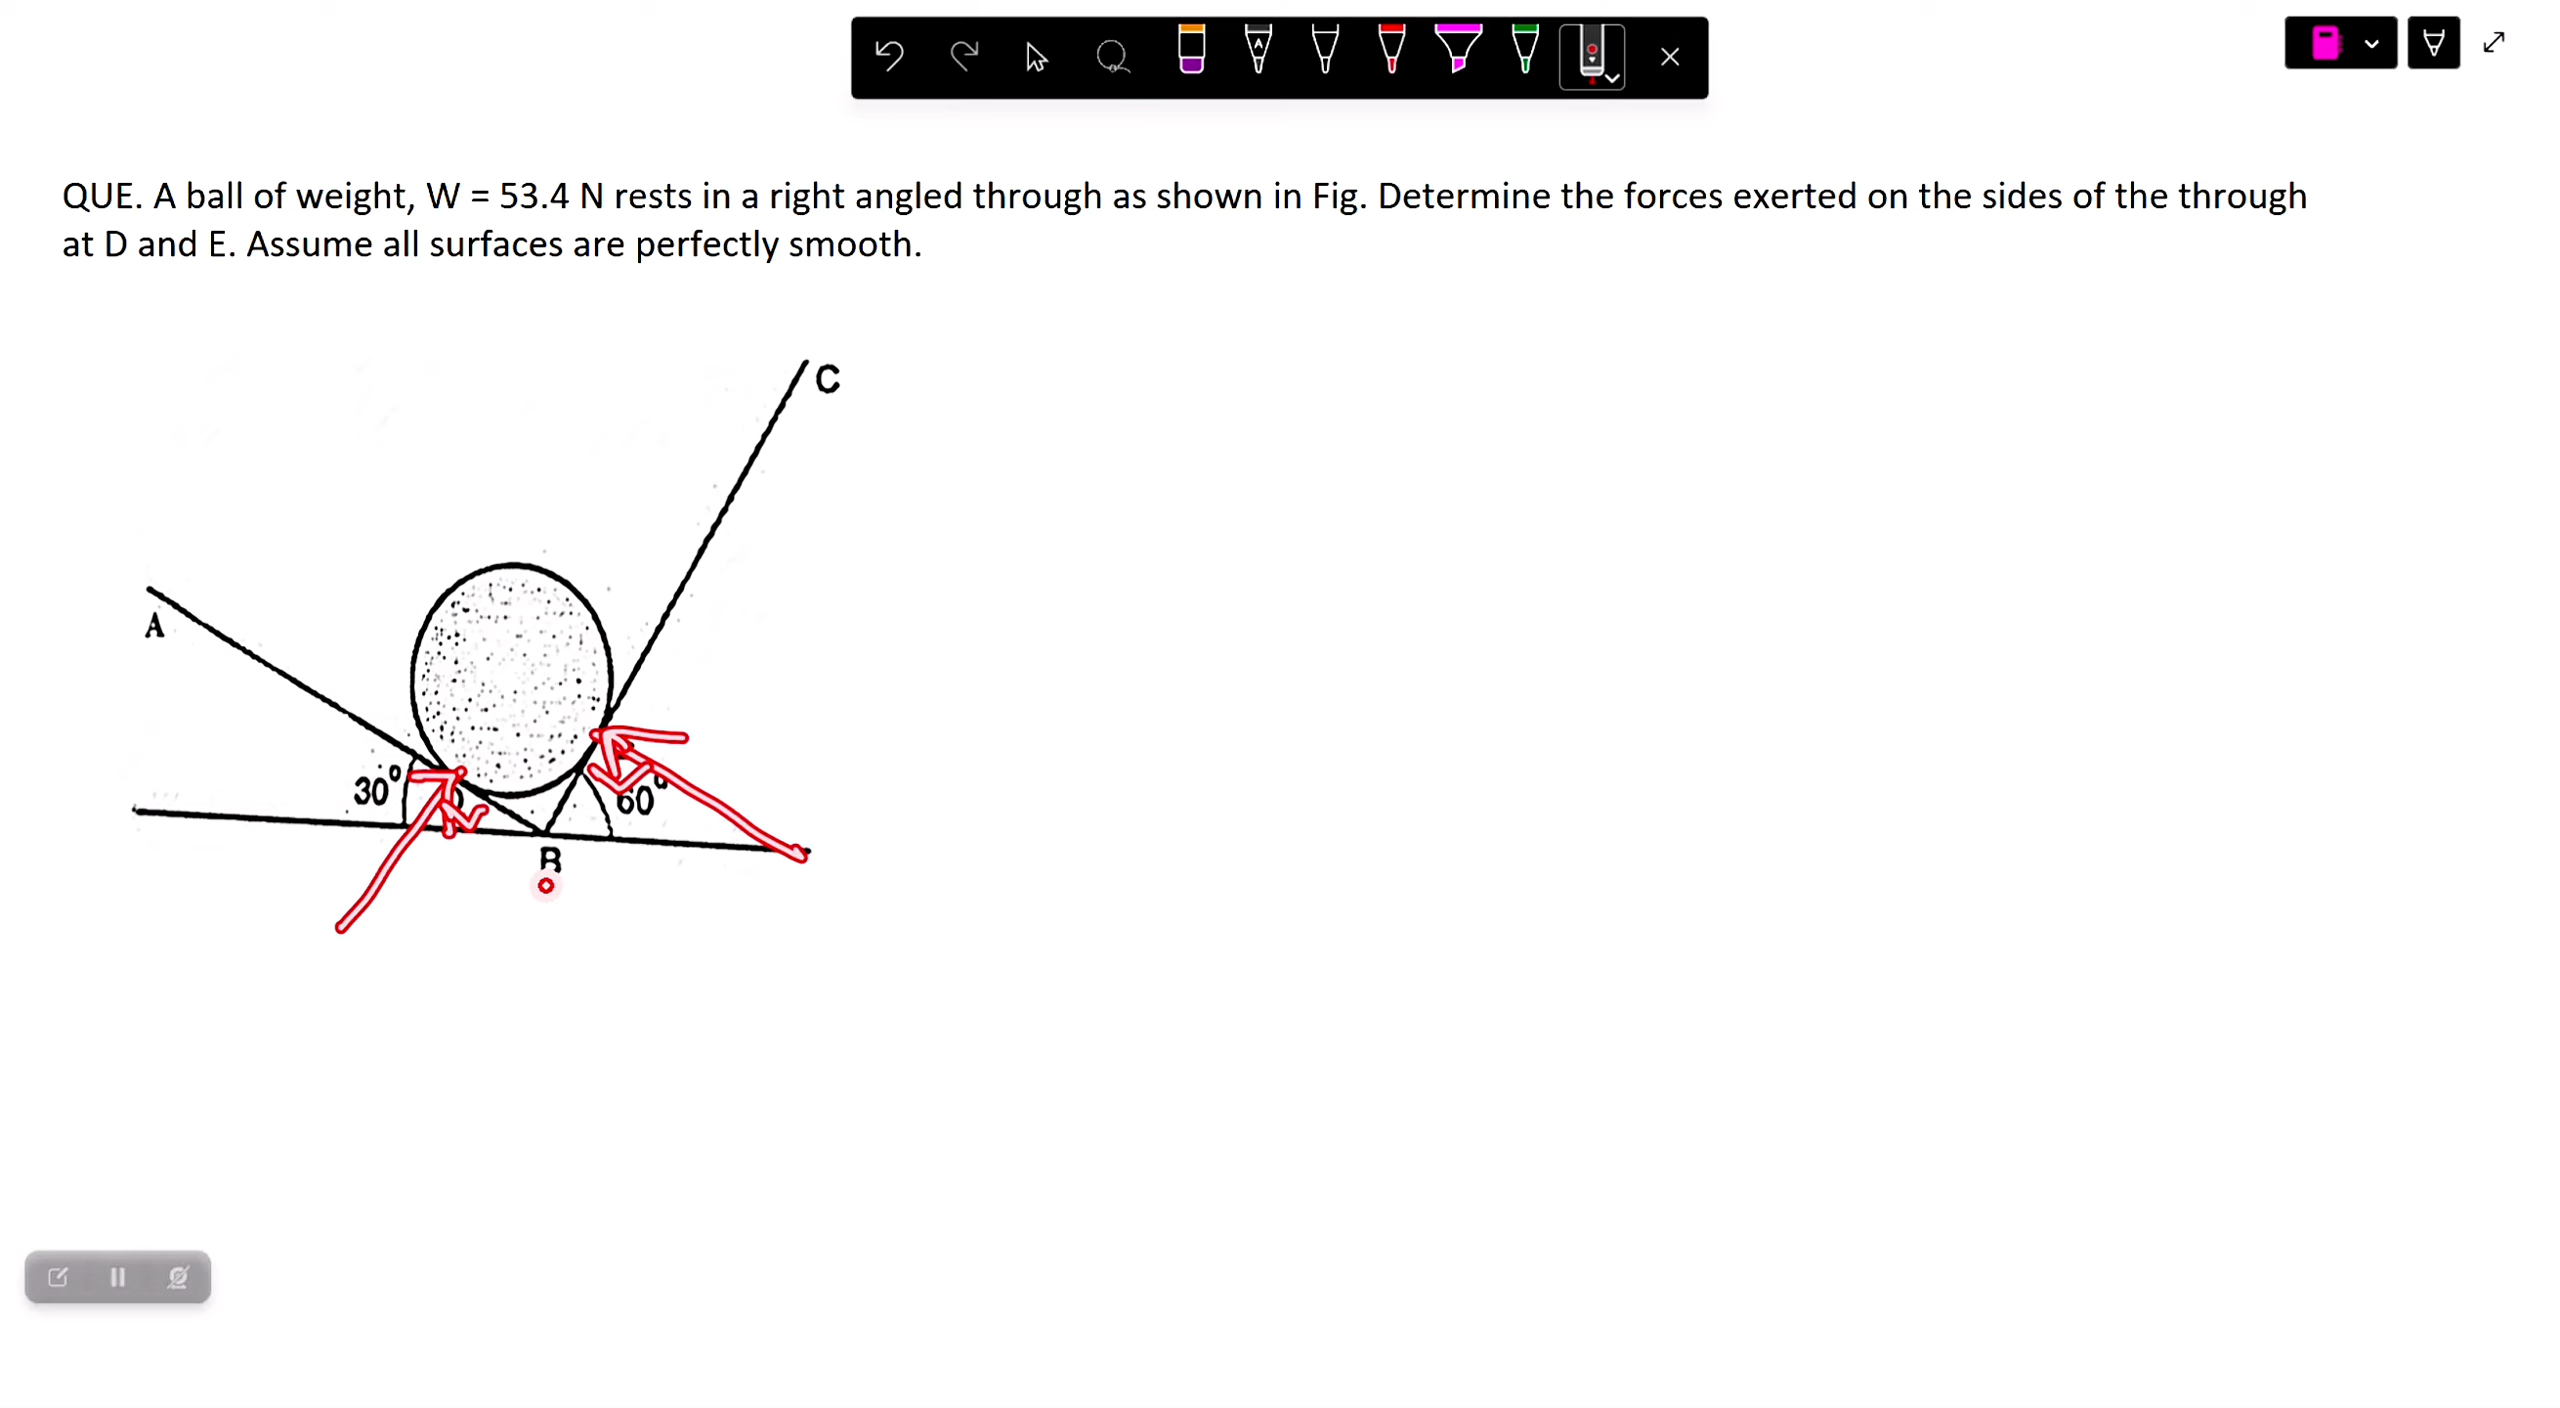 QUE. A ball of weight, W = 53.4 N rests in a right angled through as shown in Fig. Determine the forces exerted on the sides of the through
at D and E. Assume all surfaces are perfectly smooth.
C
A
30°
60°
B